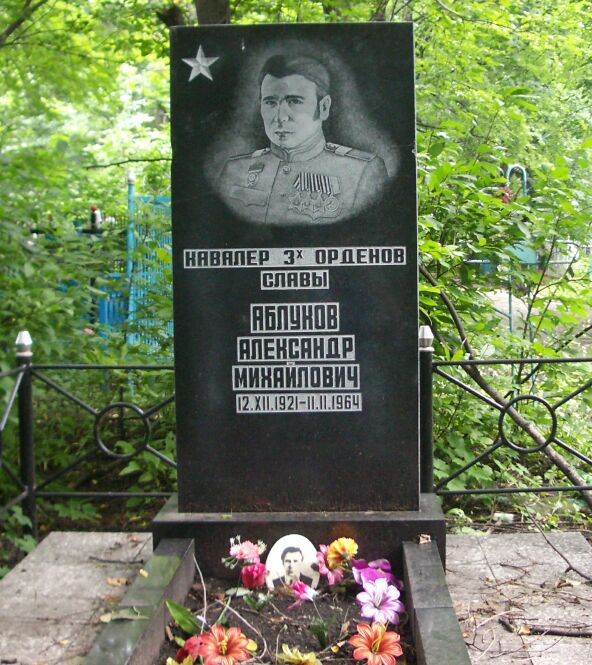 КАВАЛЕР 3Х ОРДЕНОВ
СЛАВЫ
АБЛУКОВ
АЛЕКСАНДР
МИХАЙЛОВИЧ
12.XII.1921-11.II.1964